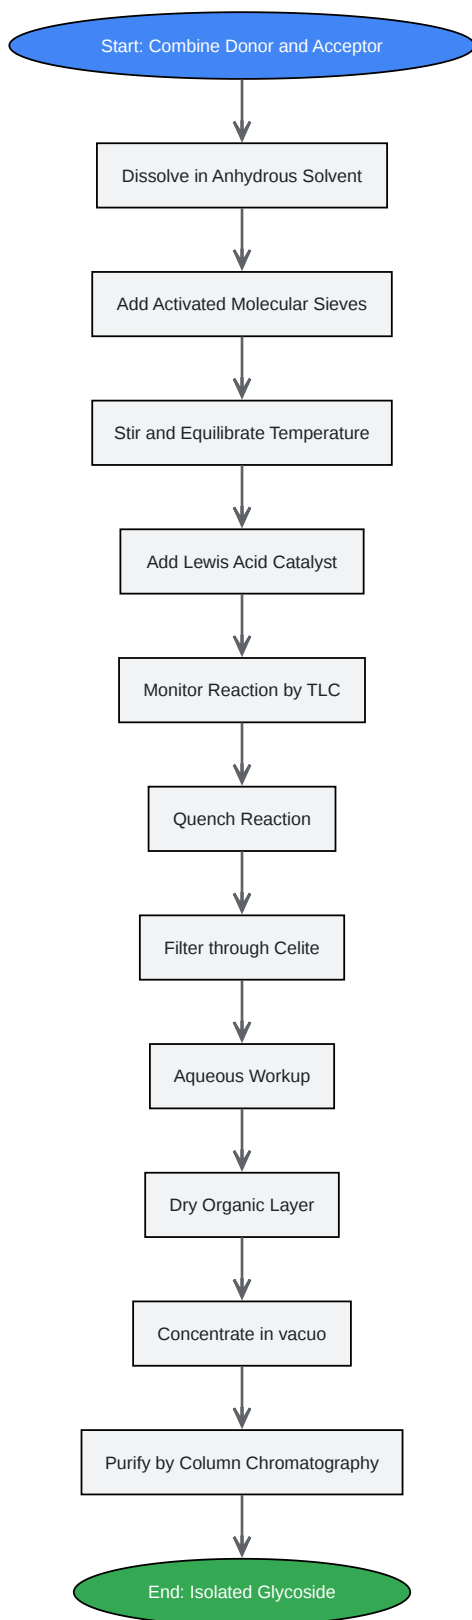 Start: Combine Donor and Acceptor
Dissolve in Anhydrous Solvent
Add Activated Molecular Sieves
Stir and Equilibrate Temperature
Add Lewis Acid Catalyst
Monitor Reaction by TLC
Quench Reaction
Filter through Celite
Aqueous Workup
Dry Organic Layer
Concentrate in vacuo
Purify by Column Chromatography
End: Isolated Glycoside